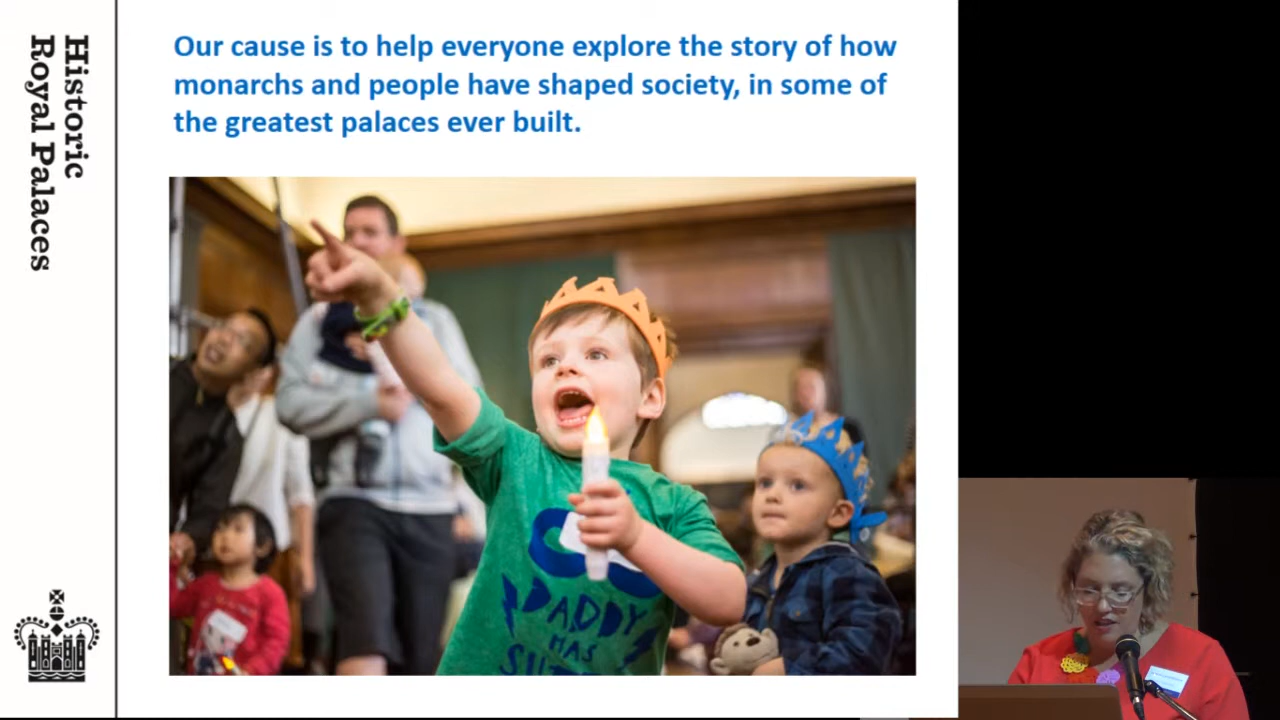 Historic
Royal Palaces
Our cause is to help everyone explore the story of how
monarchs and people have shaped society, in some of
the greatest palaces ever built.
DADDY
HAS